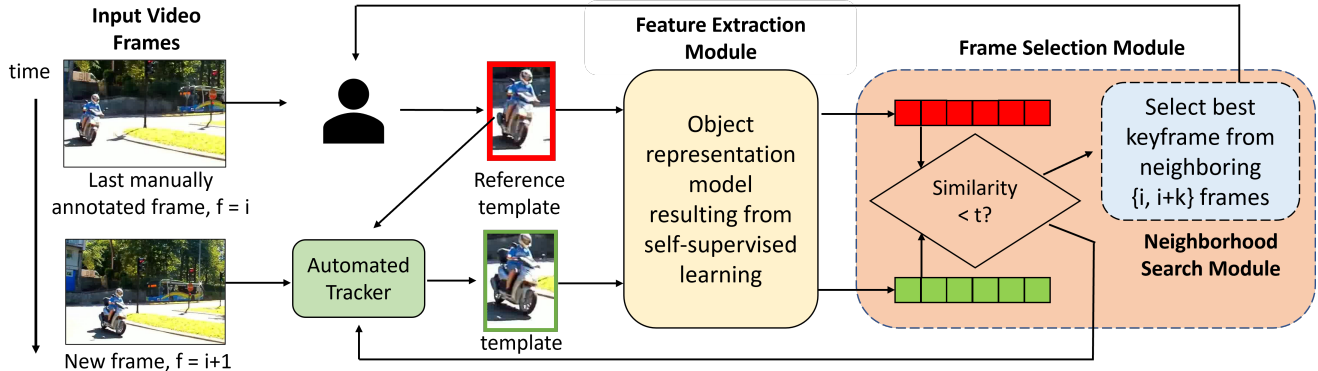 Input Video
Frames
time
Last manually
annotated frame, f = i
New frame, f = i+1
Automated
Tracker
Reference
template
template
Feature Extraction
Module
Object
representation
model
resulting from
self-supervised
learning
Frame Selection Module
Similarity
< t?
Select best
keyframe from
neighboring
{i, i+k} frames
Neighborhood
Search Module